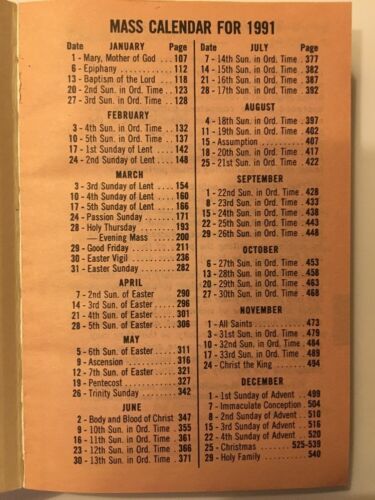 MASS CALENDAR FOR 1991
Date JANUARY Page
1 - Mary, Mother of God ... 107
6 - Epiphany ........... 112
13 - Baptism of the Lord .. 118
20 - 2nd Sun. in Ord. Time . 123
27 - 3rd Sun. in Ord. Time . 128
FEBRUARY
3 - 4th Sun. in Ord. Time .. 132
10 - 5th Sun. in Ord. Time .. 137
17 - 1st Sunday of Lent .. 142
24 - 2nd Sunday of Lent .. 148
MARCH
3 - 3rd Sunday of Lent .. 154
10 - 4th Sunday of Lent .. 160
17 - 5th Sunday of Lent .. 166
24 - Passion Sunday ..... 171
28 - Holy Thursday ....... 193
— Evening Mass ..... 200
29 - Good Friday ......... 211
30 - Easter Vigil ......... 236
31 - Easter Sunday ....... 282
APRIL
7 - 2nd Sun. of Easter 290
14 - 3rd Sun. of Easter ... 296
21 - 4th Sun. of Easter ... 301
28 - 5th Sun. of Easter ... 306
MAY
5 - 6th Sun. of Easter .... 311
9 - Ascension ........... 316
12 - 7th Sun. of Easter .... 321
19 - Pentecost ........... 327
26 - Trinity Sunday ....... 342
JUNE
2 - Body and Blood of Christ 347
9 - 10th Sun. in Ord. Time . 355
16 - 11th Sun. in Ord. Time . 361
23 - 12th Sun. in Ord. Time . 366
30 - 13th Sun. in Ord. Time . 371
Date JULY Page
7 - 14th Sun. in Ord. Time . 377
14 - 15th Sun. in Ord. Time . 382
21 - 16th Sun. in Ord. Time . 387
28 - 17th Sun. in Ord. Time . 392
AUGUST
4 - 18th Sun. in Ord. Time . 397
11 - 19th Sun. in Ord. Time . 402
15 - Assumption .......... 407
18 - 20th Sun. in Ord. Time . 417
25 - 21st Sun. in Ord. Time . 422
SEPTEMBER
1 - 22nd Sun. in Ord. Time . 428
8 - 23rd Sun. in Ord. Time . 433
15 - 24th Sun. in Ord. Time . 438
22 - 25th Sun. in Ord. Time . 443
29 - 26th Sun. in Ord. Time . 448
OCTOBER
6 - 27th Sun. in Ord. Time . 453
13 - 28th Sun. in Ord. Time . 458
20 - 29th Sun. in Ord. Time . 463
27 - 30th Sun. in Ord. Time . 468
NOVEMBER
1 - All Saints ........... 473
3 - 31st Sun. in Ord. Time . 479
10 - 32nd Sun. in Ord. Time . 484
17 - 33rd Sun. in Ord. Time . 489
24 - Christ the King ....... 494
DECEMBER
1 - 1st Sunday of Advent .. 499
7 - Immaculate Conception . 504
8 - 2nd Sunday of Advent .. 510
15 - 3rd Sunday of Advent .. 516
22 - 4th Sunday of Advent .. 520
25 - Christmas ....... 525-539
29 - Holy Family .......... 540